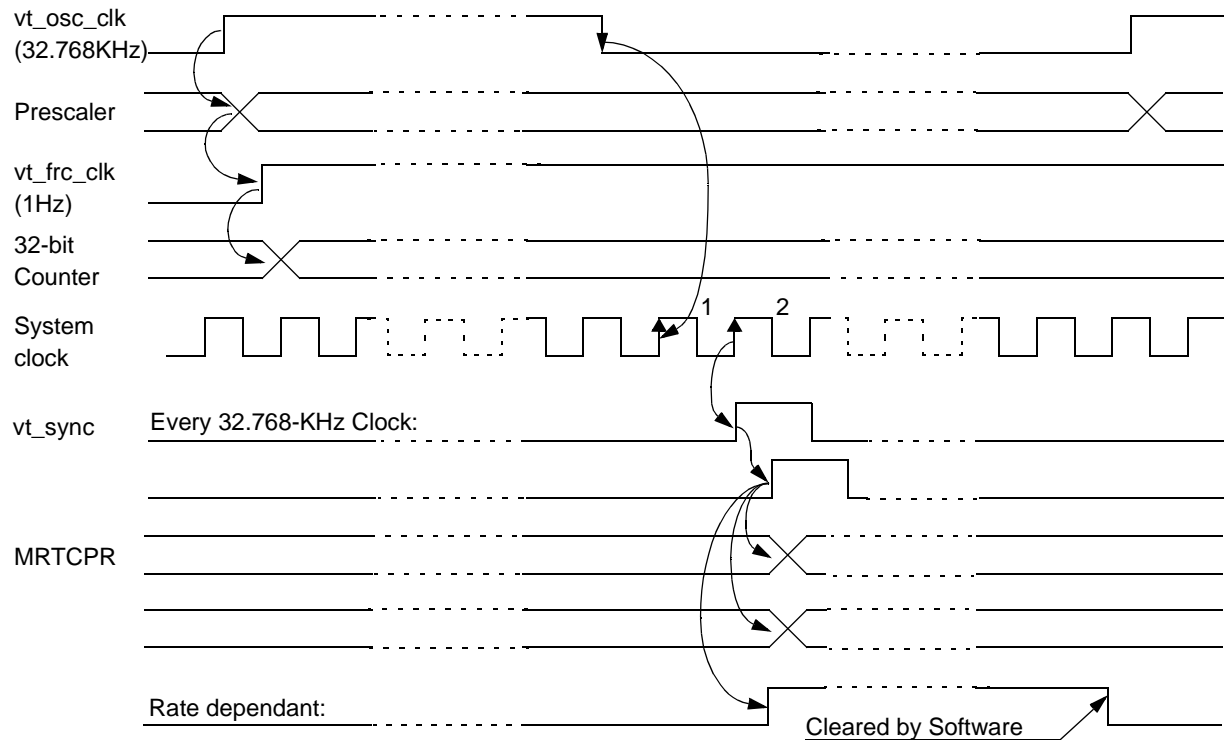 vt_osc_clk
(32.768KHz)
Prescaler
vt_frc_clk
(1Hz)
32-bit
Counter
System
clock
1
2
vt_sync
Every 32.768-KHz Clock:
MRTCPR
Rate dependant:
Cleared by Software